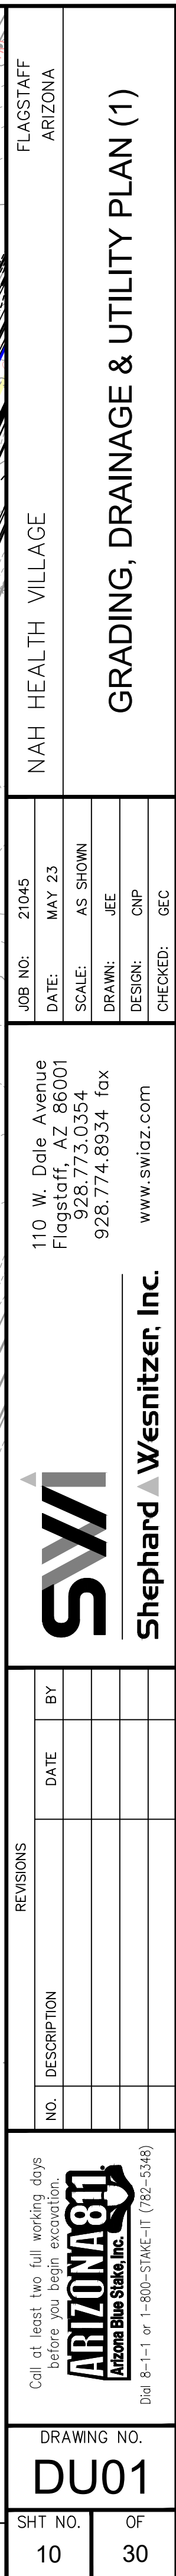 NAH HEALTH VILLAGE
FLAGSTAFF
ARIZONA
GRADING, DRAINAGE & UTILITY PLAN (1)
JOB NO: 21045
DATE: MAY 23
SCALE: AS SHOWN
DRAWN: JEE
DESIGN: CNP
CHECKED: GEC
SWI
110 W. Dale Avenue
Flagstaff, AZ 86001
928.773.0354
928.774.8934 fax
www.swiaz.com
Shephard Wesnitzer, Inc.
REVISIONS
NO. DESCRIPTION DATE BY
Call at least two full working days
before you begin excavation.
ARIZONA811
Arizona Blue Stake, Inc.
Dial 8-1-1 or 1-800-STAKE-IT (782-5348)
DRAWING NO.
DU01
SHT NO. OF
10 30